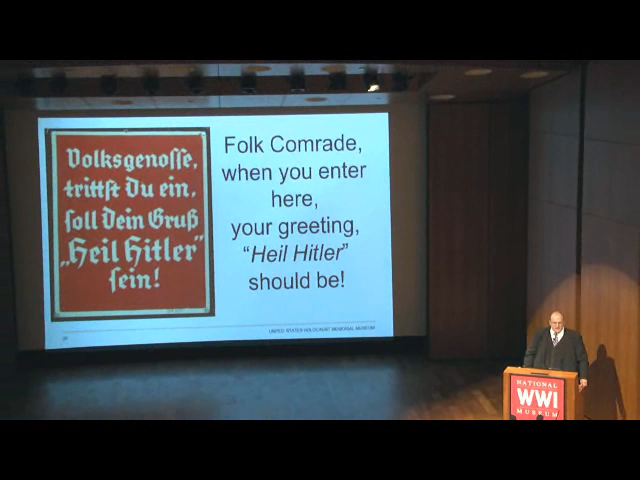 Volksgenosse,
trittst Du ein,
soll Dein Gruß
„Heil Hitler"
sein!
Folk Comrade,
when you enter
here,
your greeting,
“Heil Hitler”
should be!
UNITED STATES HOLOCAUST MEMORIAL MUSEUM
NATIONAL
WWI
MUSEUM